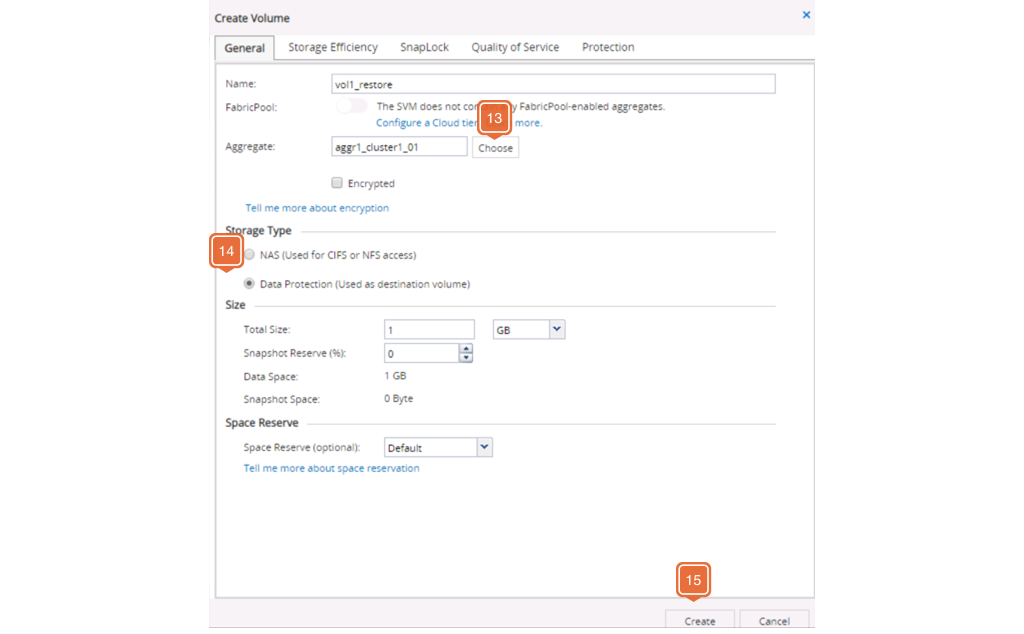 Create Volume
General Storage Efficiency SnapLock Quality of Service Protection
Name: vol1_restore
FabricPool: The SVM does not FabricPool-enabled aggregates.
Configure a Cloud tier more.
13
Aggregate: aggr1_cluster1_01 Choose
Encrypted
Tell me more about encryption
Storage Type
14
NAS (Used for CIFS or NFS access)
Data Protection (Used as destination volume)
Size
Total Size: 1 GB
Snapshot Reserve (%): 0
Data Space: 1 GB
Snapshot Space: 0 Byte
Space Reserve
Space Reserve (optional): Default
Tell me more about space reservation
15
Create Cancel